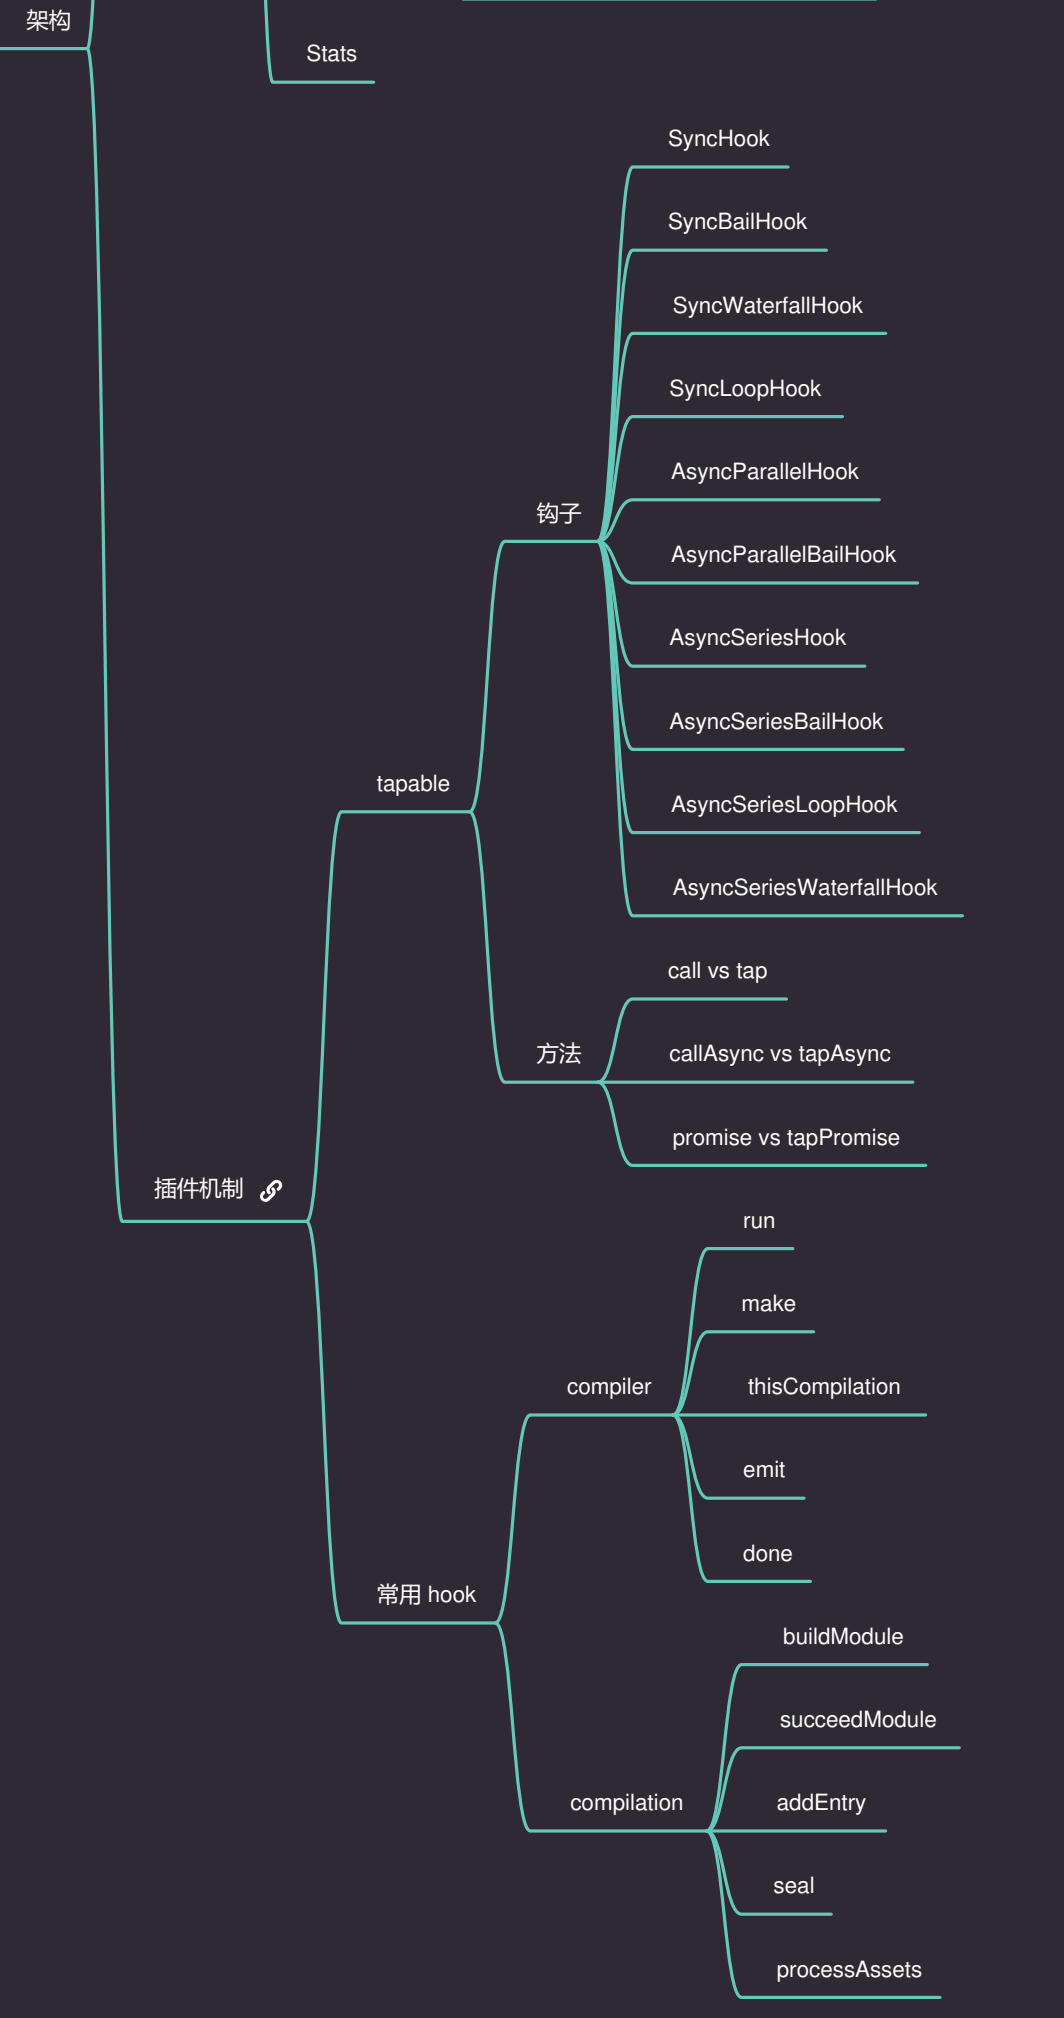 架构
Stats
SyncHook
SyncBailHook
SyncWaterfallHook
SyncLoopHook
AsyncParallelHook
钩子
AsyncParallelBailHook
AsyncSeriesHook
AsyncSeriesBailHook
tapable
AsyncSeriesLoopHook
AsyncSeriesWaterfallHook
call vs tap
方法
callAsync vs tapAsync
promise vs tapPromise
插件机制
run
make
compiler
thisCompilation
emit
done
常用 hook
buildModule
succeedModule
compilation
addEntry
seal
processAssets